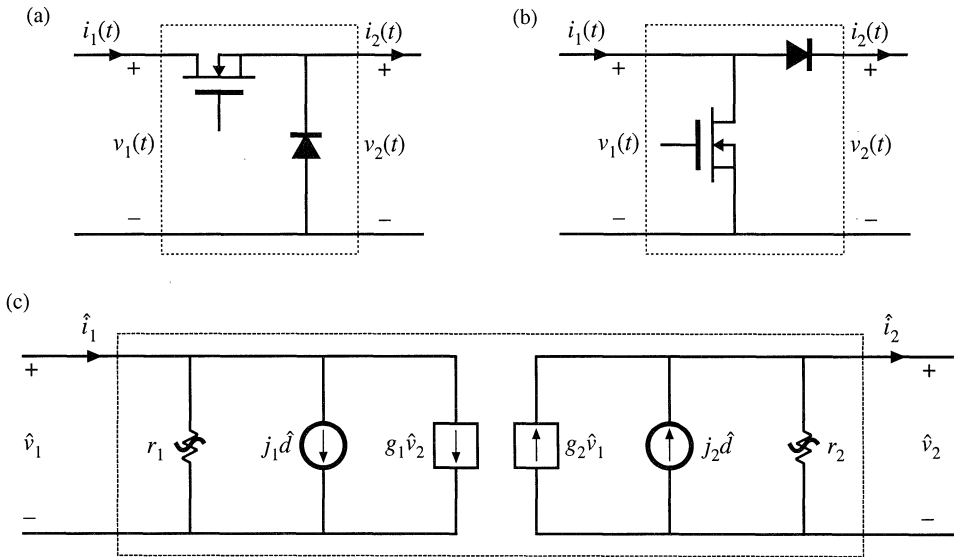 (a)
i₁(t)
i₂(t)
+
+
v₁(t)
v₂(t)
−
−
(b)
i₁(t)
i₂(t)
+
+
v₁(t)
v₂(t)
−
−
(c)
î₁
î₂
+
+
v̂₁
r₁
j₁d̂
g₁v̂₂
g₂v̂₁
j₂d̂
r₂
v̂₂
−
−